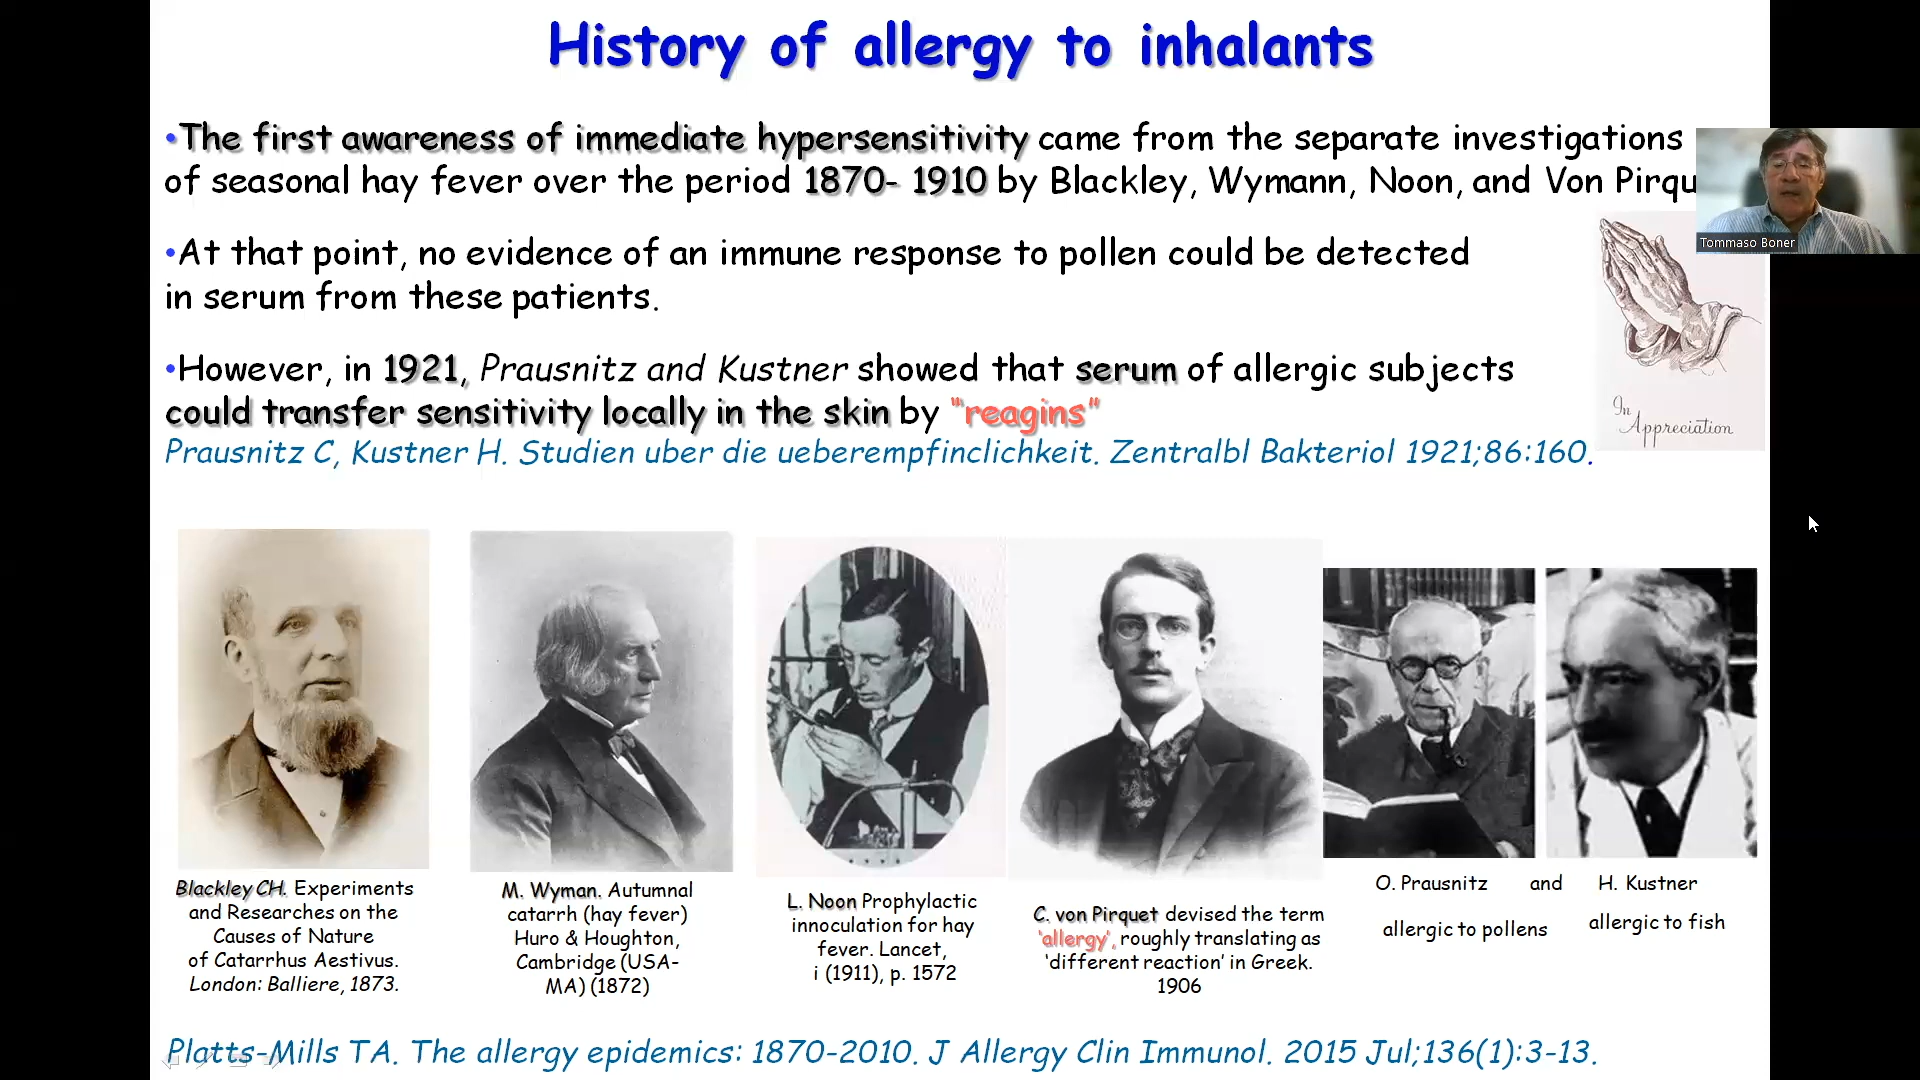 History of allergy to inhalants
•The first awareness of immediate hypersensitivity came from the separate investigations
of seasonal hay fever over the period 1870- 1910 by Blackley, Wymann, Noon, and Von Pirqu
Tommaso Boner
•At that point, no evidence of an immune response to pollen could be detected
in serum from these patients.
•However, in 1921, Prausnitz and Kustner showed that serum of allergic subjects
could transfer sensitivity locally in the skin by "reagins"
Prausnitz C, Kustner H. Studien uber die ueberempfinclichkeit. Zentralbl Bakteriol 1921;86:160.
In
Appreciation
Blackley CH. Experiments
and Researches on the
Causes of Nature
of Catarrhus Aestivus.
London: Balliere, 1873.
M. Wyman. Autumnal
catarrh (hay fever)
Huro & Houghton,
Cambridge (USA-
MA) (1872)
L. Noon Prophylactic
innoculation for hay
fever. Lancet,
i (1911), p. 1572
C. von Pirquet devised the term
'allergy', roughly translating as
'different reaction' in Greek.
1906
O. Prausnitz and H. Kustner
allergic to pollens
allergic to fish
Platts-Mills TA. The allergy epidemics: 1870-2010. J Allergy Clin Immunol. 2015 Jul;136(1):3-13.